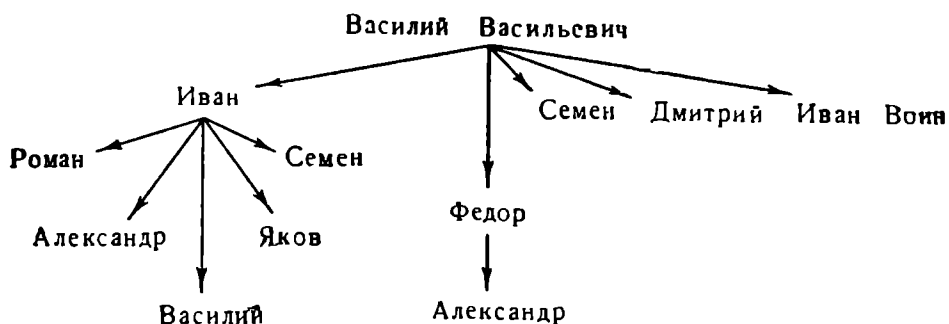 Василий Васильевич
Иван
Семен Дмитрий Иван Воин
Роман Семен
Федор
Александр Яков
Василий Александр